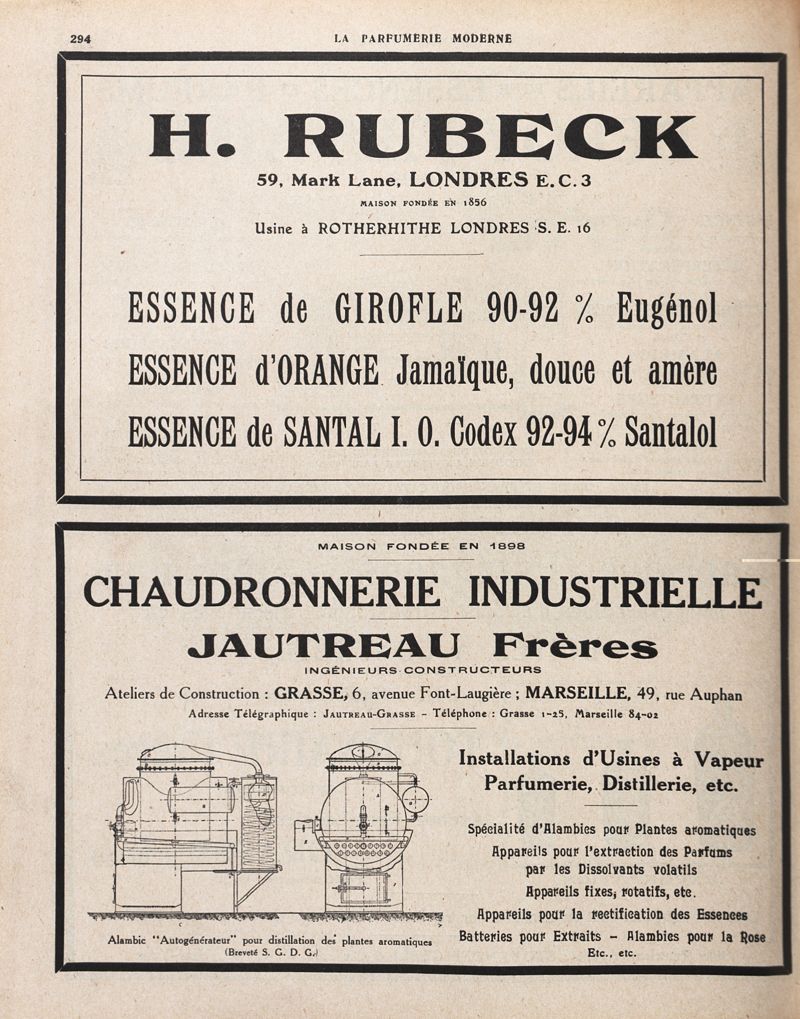 294
LA PARFUMERIE MODERNE
H. RUBECK
59, Mark Lane, LONDRES E.C.3
MAISON FONDÉE EN 1856
Usine à ROTHERHITHE LONDRES S. E. 16
ESSENCE de GIROFLE 90-92 % Eugénol
ESSENCE d'ORANGE Jamaïque, douce et amère
ESSENCE de SANTAL I. O. Codex 92-94 % Santalol
MAISON FONDÉE EN 1898
CHAUDRONNERIE INDUSTRIELLE
JAUTREAU Frères
INGÉNIEURS-CONSTRUCTEURS
Ateliers de Construction : GRASSE, 6, avenue Font-Laugière ; MARSEILLE, 49, rue Auphan
Adresse Télégraphique : JAUTREAU-GRASSE - Téléphone : Grasse 1-25, Marseille 84-02
Installations d'Usines à Vapeur
Parfumerie, Distillerie, etc.
Spécialité d'Alambics pour Plantes aromatiques
Appareils pour l'extraction des Parfums
par les Dissolvants volatils
Appareils fixes, rotatifs, etc.
Appareils pour la rectification des Essences
Batteries pour Extraits - Alambics pour la Rose
Etc., etc.
Alambic "Autogénérateur" pour distillation des plantes aromatiques
(Breveté S. G. D. G.)